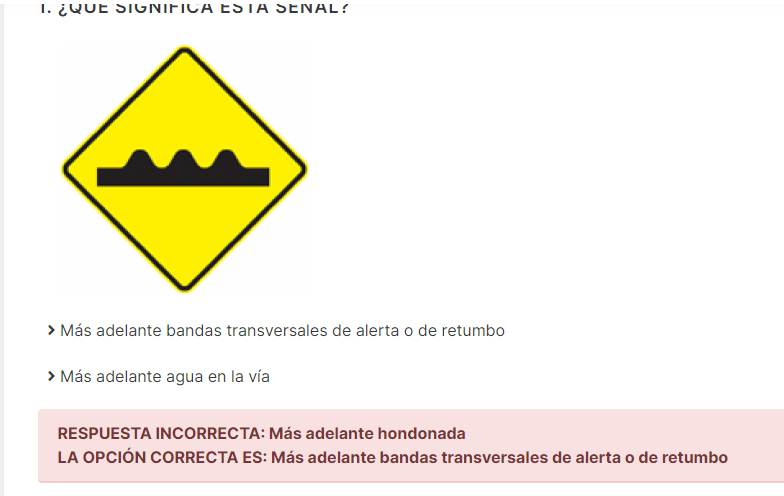 1. ¿QUÉ SIGNIFICA ESTA SEÑAL?
Más adelante bandas transversales de alerta o de retumbo
Más adelante agua en la vía
RESPUESTA INCORRECTA: Más adelante hondonada
LA OPCIÓN CORRECTA ES: Más adelante bandas transversales de alerta o de retumbo